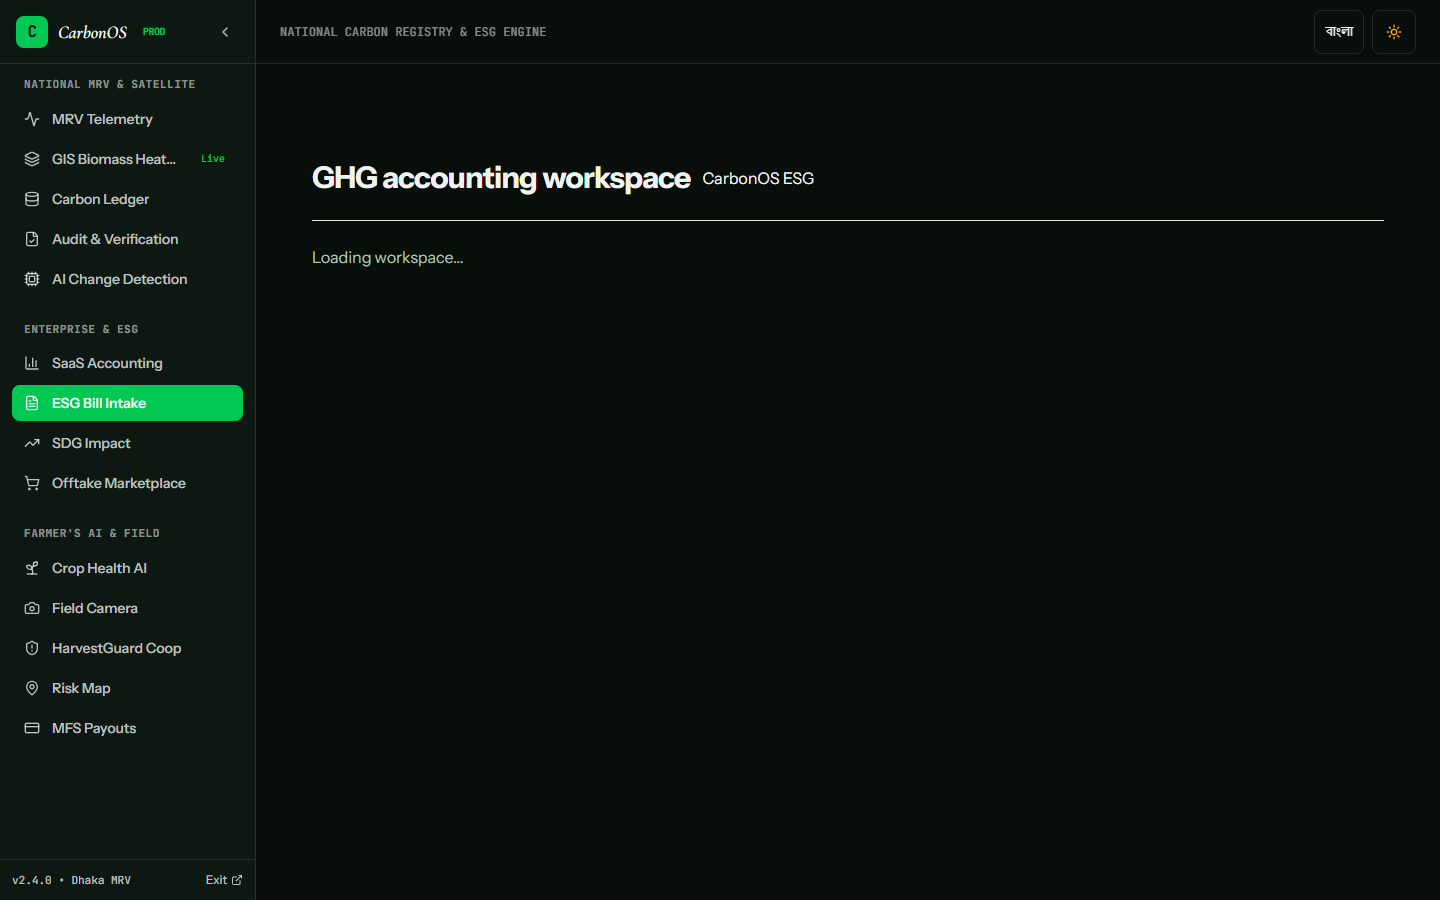 C CarbonOS PROD
NATIONAL CARBON REGISTRY & ESG ENGINE
বাংলা
NATIONAL MRV & SATELLITE
MRV Telemetry
GIS Biomass Heat... Live
Carbon Ledger
Audit & Verification
AI Change Detection
ENTERPRISE & ESG
SaaS Accounting
ESG Bill Intake
SDG Impact
Offtake Marketplace
FARMER'S AI & FIELD
Crop Health AI
Field Camera
HarvestGuard Coop
Risk Map
MFS Payouts
v2.4.0 • Dhaka MRV
Exit
GHG accounting workspace CarbonOS ESG
Loading workspace...